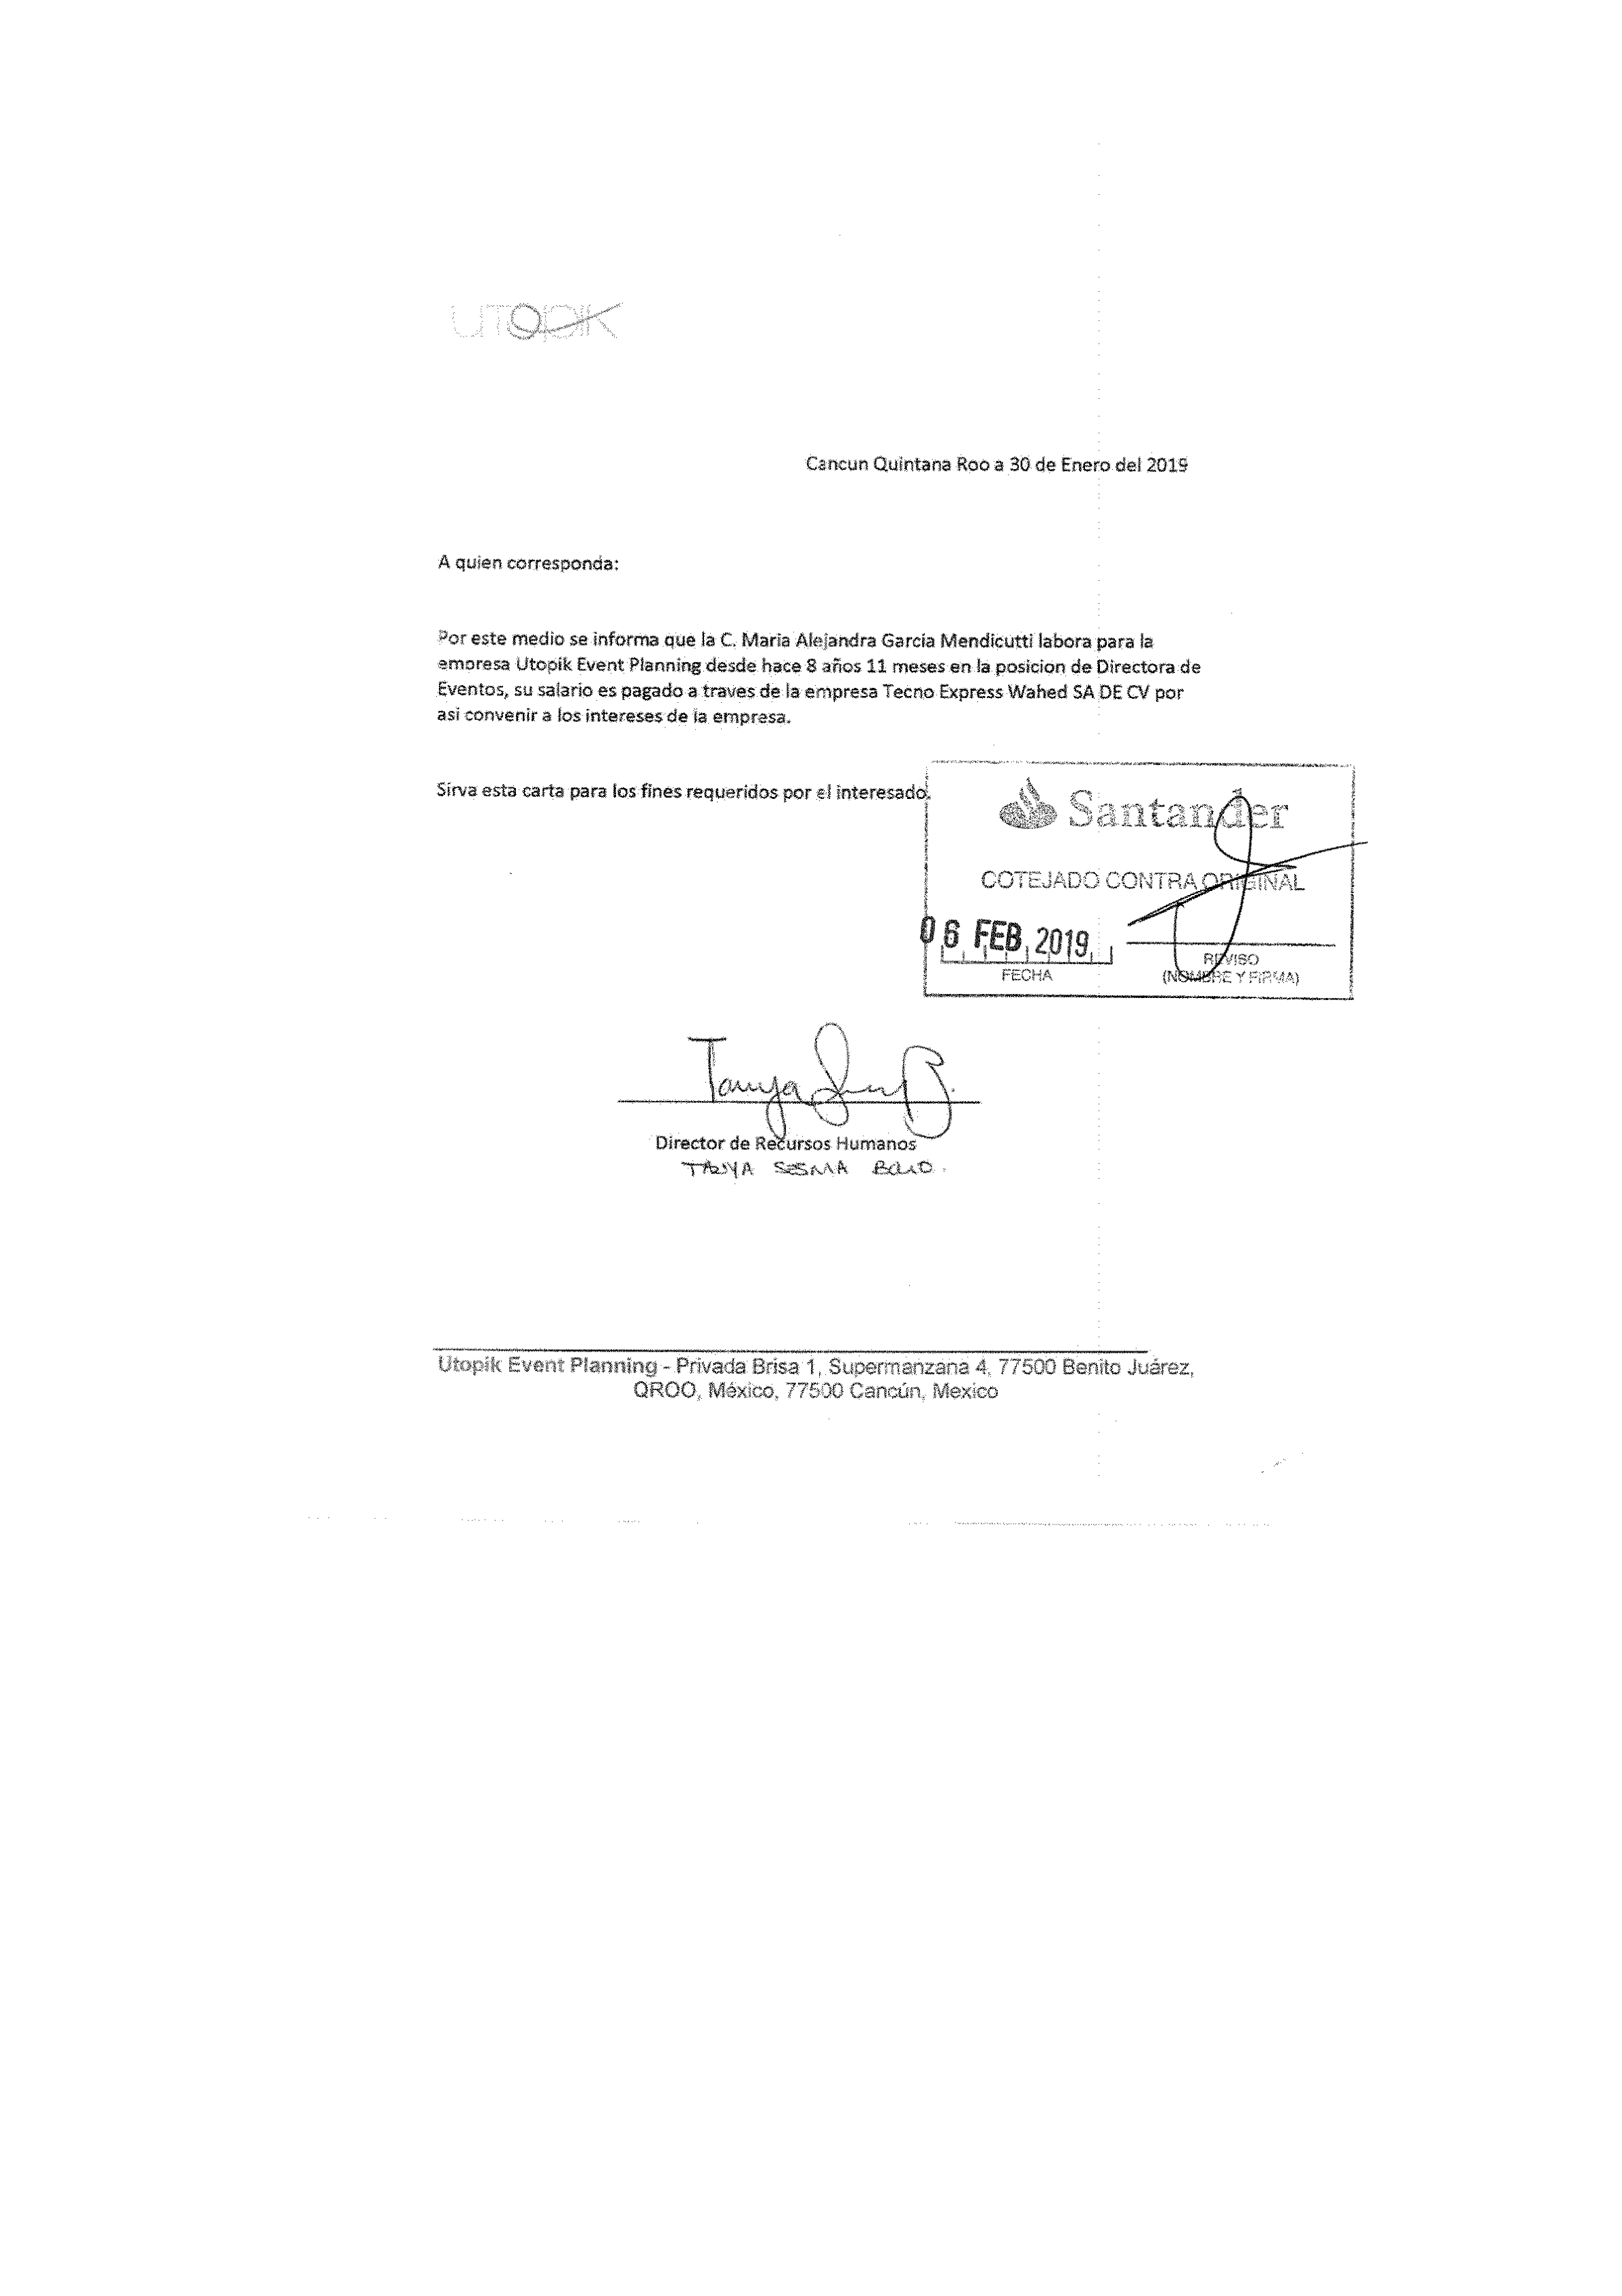 UTOPIK
Cancun Quintana Roo a 30 de Enero del 2019
A quien corresponda:
Por este medio se informa que la C. Maria Alejandra Garcia Mendicutti labora para la
empresa Utopik Event Planning desde hace 8 años 11 meses en la posicion de Directora de
Eventos, su salario es pagado a traves de la empresa Tecno Express Wahed SA DE CV por
asi convenir a los intereses de la empresa.
Sirva esta carta para los fines requeridos por el interesado.
Santander
COTEJADO CONTRA ORIGINAL
06 FEB 2019
FECHA
REVISO
(NOMBRE Y FIRMA)
Tanya
Director de Recursos Humanos
TANYA SESMA
Utopik Event Planning - Privada Brisa 1, Supermanzana 4, 77500 Benito Juárez,
QROO, México, 77500 Cancún, Mexico